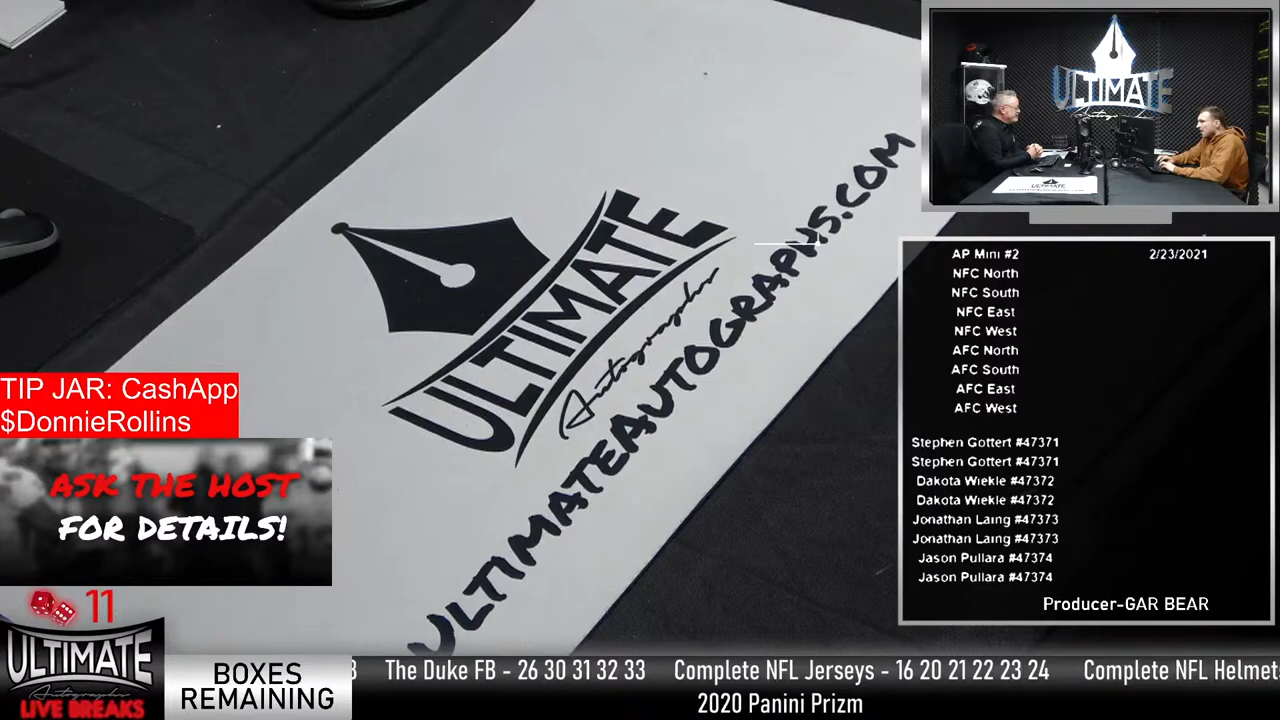 ULTIMATE
Autographs
AP Mini #2 2/23/2021
NFC North
NFC South
NFC East
NFC West
AFC North
AFC South
AFC East
AFC West
Stephen Gottert #47371
Stephen Gottert #47371
Dakota Wiekle #47372
Dakota Wiekle #47372
Jonathan Laing #47373
Jonathan Laing #47373
Jason Pullara #47374
Jason Pullara #47374
Producer-GAR BEAR
ULTIMATE
Autographs
ULTIMATEAUTOGRAPHS.COM
TIP JAR: CashApp
$DonnieRollins
ASK THE HOST
FOR DETAILS!
11
ULTIMATE
Autographs
LIVE BREAKS
BOXES
REMAINING
3 The Duke FB - 26 30 31 32 33 Complete NFL Jerseys - 16 20 21 22 23 24 Complete NFL Helmet
2020 Panini Prizm